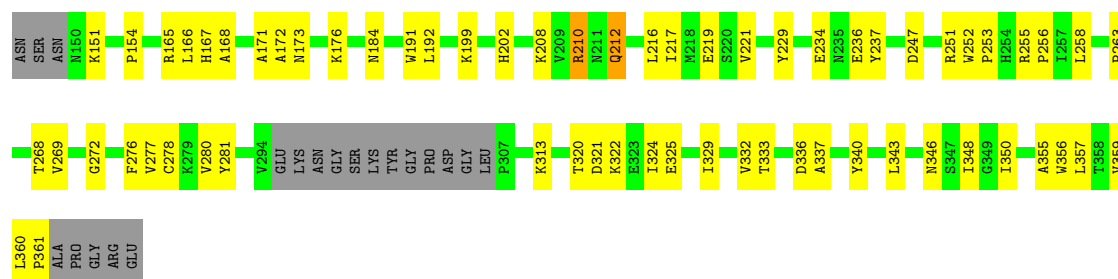 ASN SER ASN N150 K151 P154 R165 L166 H167 A168 A171 A172 N173 K176 N184 W191 L192 K199 H202 K208 V209 R210 N211 Q212 L216 I217 M218 E219 S220 V221 Y229 E234 N235 E236 Y237 D247 R251 W252 P253 H254 R255 P256 I257 L258
T268 V269 G272 F276 V277 C278 K279 V280 Y281 V294 GLU LYS ASN GLY SER LYS TYR GLY PRO ASP GLY LEU P307 K313 T320 D321 K322 E323 I324 E325 I329 V332 T333 D336 A337 Y340 L343 N346 S347 I348 G349 I350 A355 W356 L357 T358
L360 P361 ALA PRO GLY ARG GLU